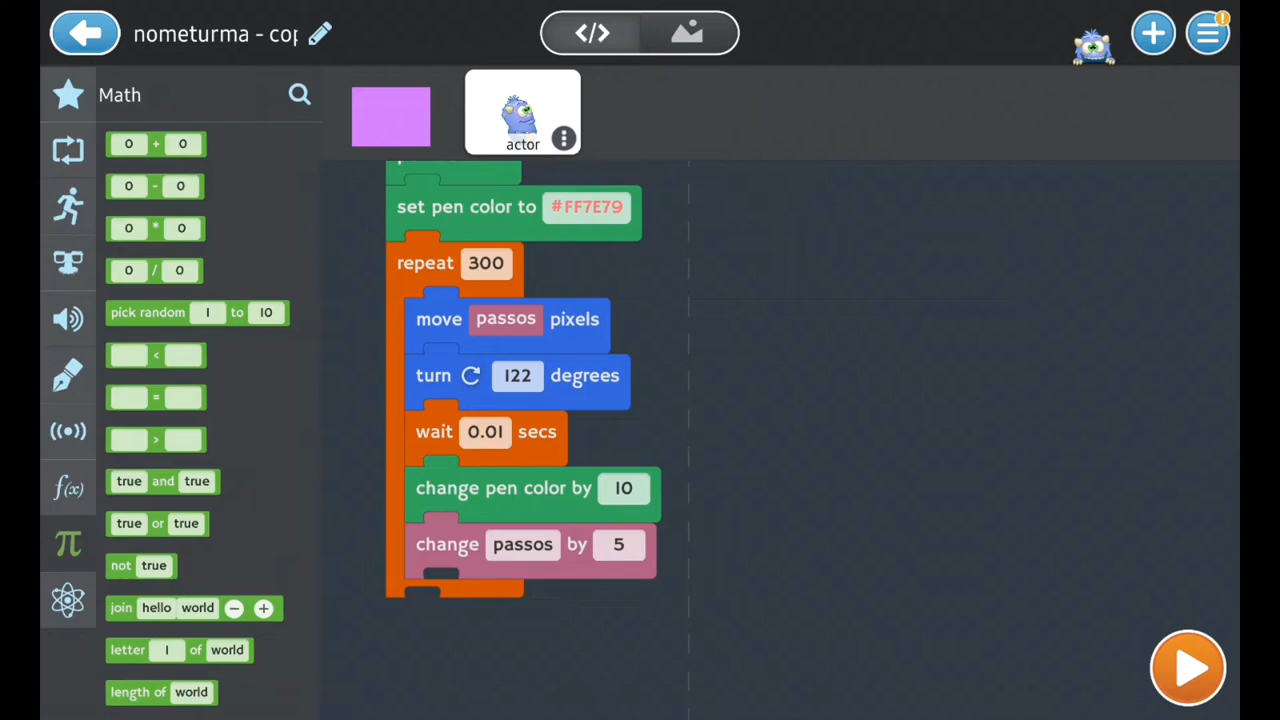 nometurma - cop
</>
!
Math
0 + 0
0 - 0
0 * 0
0 / 0
pick random 1 to 10
<
=
>
true and true
true or true
not true
join hello world − +
letter 1 of world
length of world
f(x)
π
actor
set pen color to #FF7E79
repeat 300
move passos pixels
turn 122 degrees
wait 0.01 secs
change pen color by 10
change passos by 5